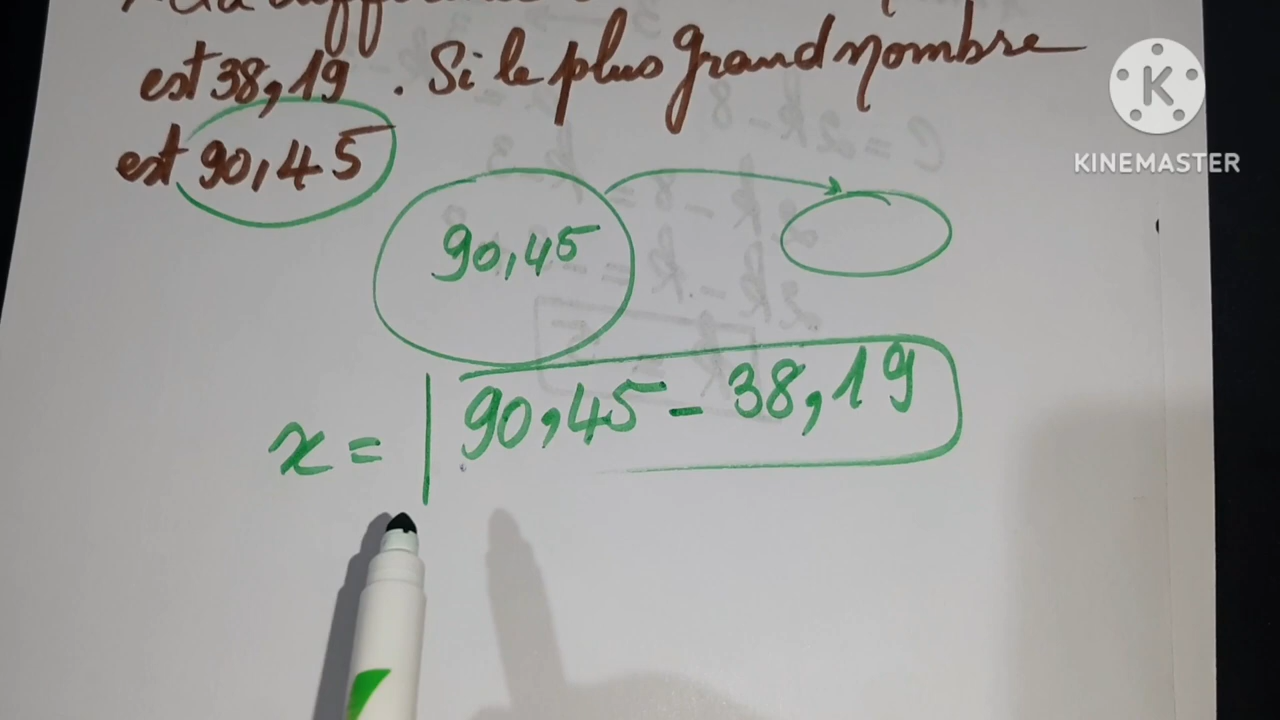 est 38,19 . Si le plus grand nombre
est 90,45
K
KINEMASTER
90,45
x = | 90,45 - 38,19